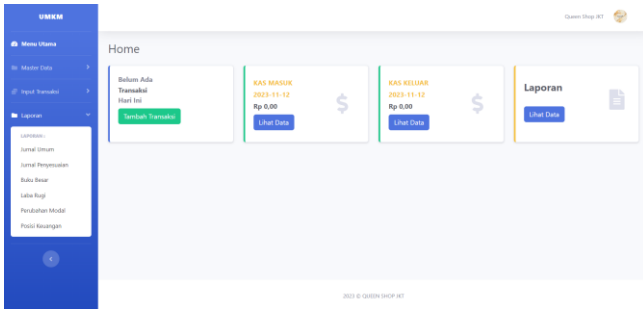 UMKM
Queen Shop JKT
Menu Utama
Master Data
Input Transaksi
Laporan
LAPORAN :
Jurnal Umum
Jurnal Penyesuaian
Buku Besar
Laba Rugi
Perubahan Modal
Posisi Keuangan
Home
Belum Ada
Transaksi
Hari Ini
Tambah Transaksi
KAS MASUK
2023-11-12
Rp 0,00
Lihat Data
KAS KELUAR
2023-11-12
Rp 0,00
Lihat Data
Laporan
Lihat Data
2023 © QUEEN SHOP JKT